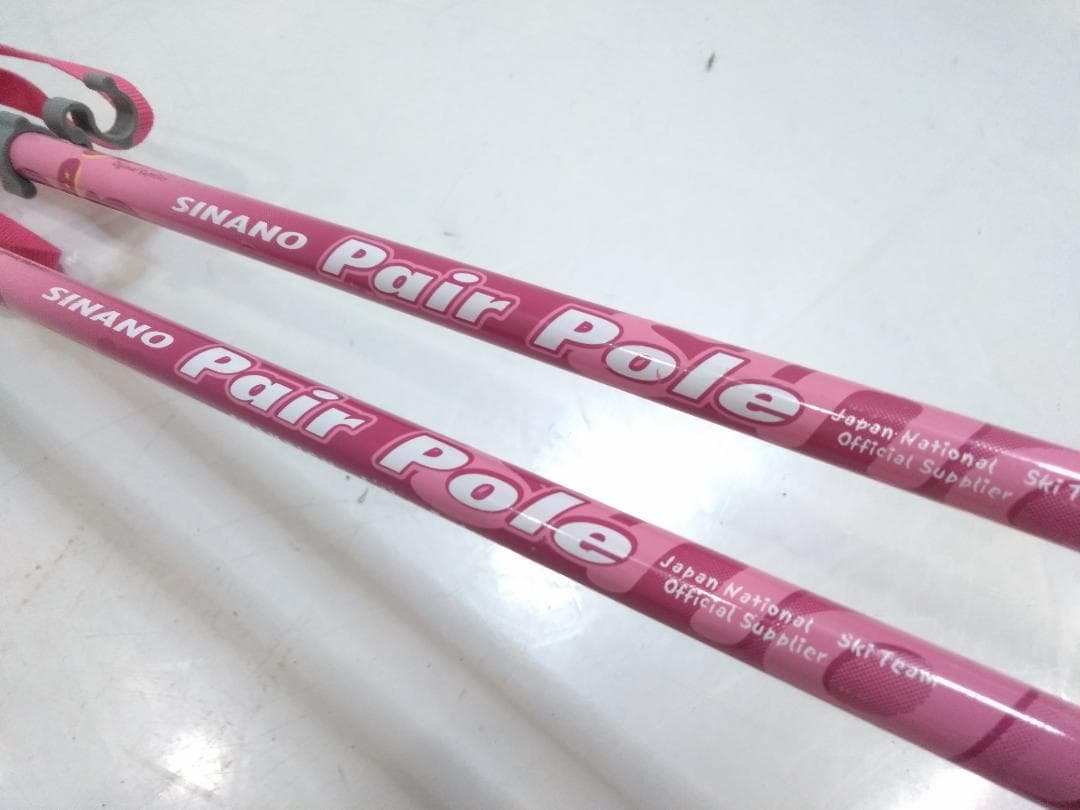 SINANO Pair Pole
Japan National Ski T
Official Supplier
SINANO Pair Pole
Japan National Ski Team
Official Supplier